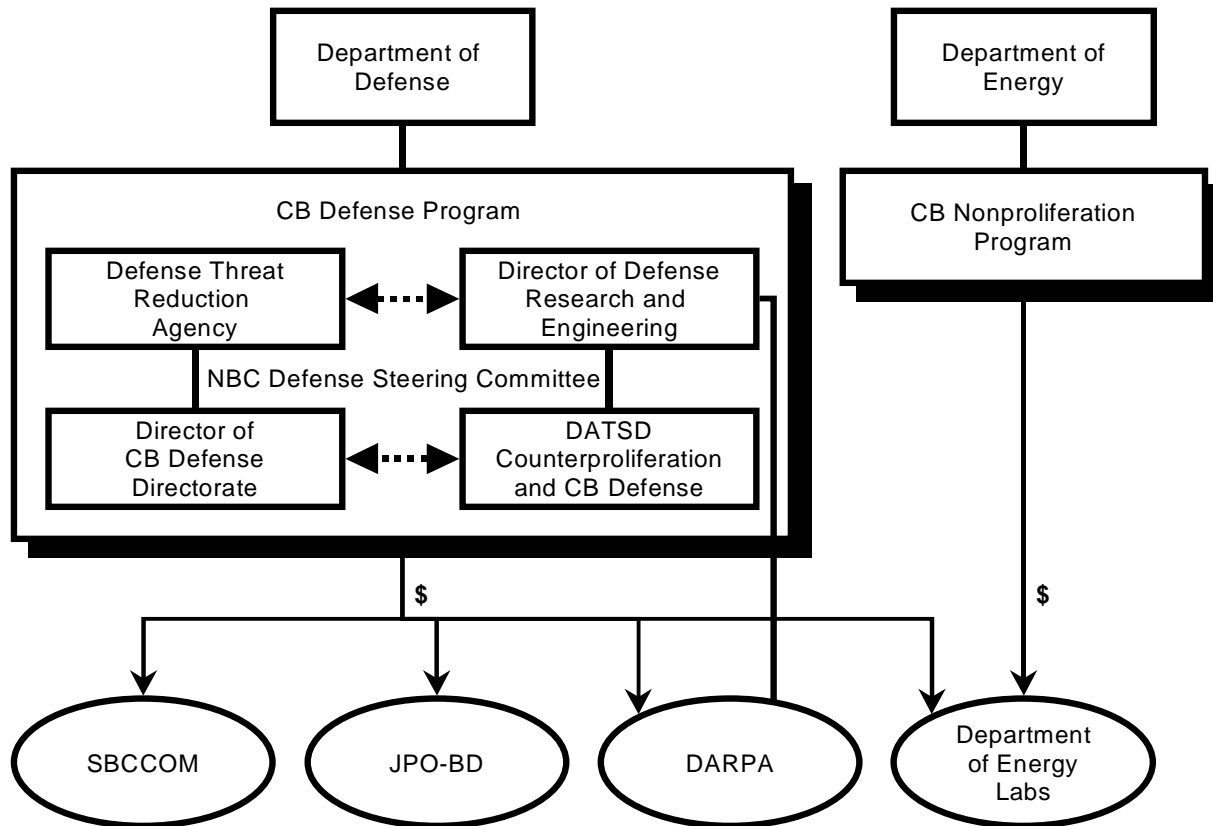 Department of
Defense
Department of
Energy
CB Defense Program
CB Nonproliferation
Program
Defense Threat
Reduction
Agency
Director of Defense
Research and
Engineering
NBC Defense Steering Committee
Director of
CB Defense
Directorate
DATSD
Counterproliferation
and CB Defense
$
$
SBCCOM
JPO-BD
DARPA
Department
of Energy
Labs